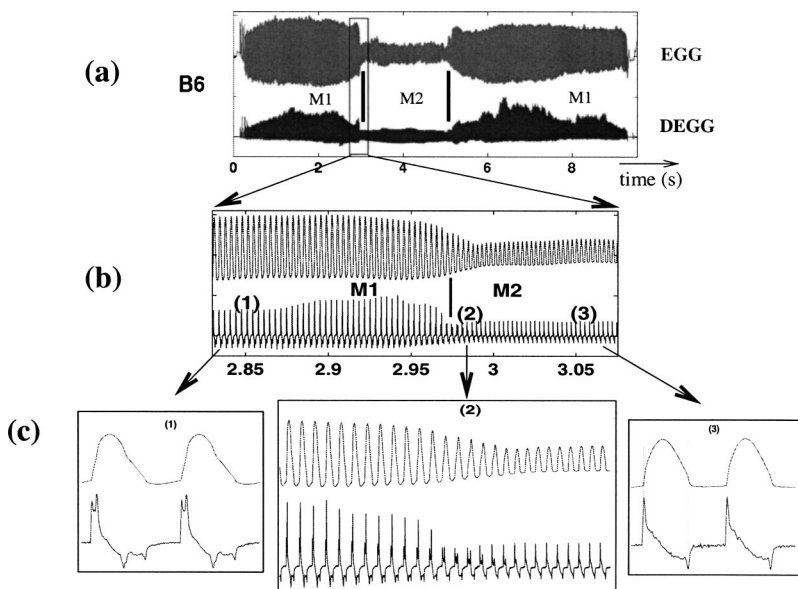 EGG
(a)
B6
M1 M2 M1
DEGG
0 2 4 6 8
time (s)
(b)
M1 M2
(1) (2) (3)
2.85 2.9 2.95 3 3.05
(c)
(1) (2) (3)